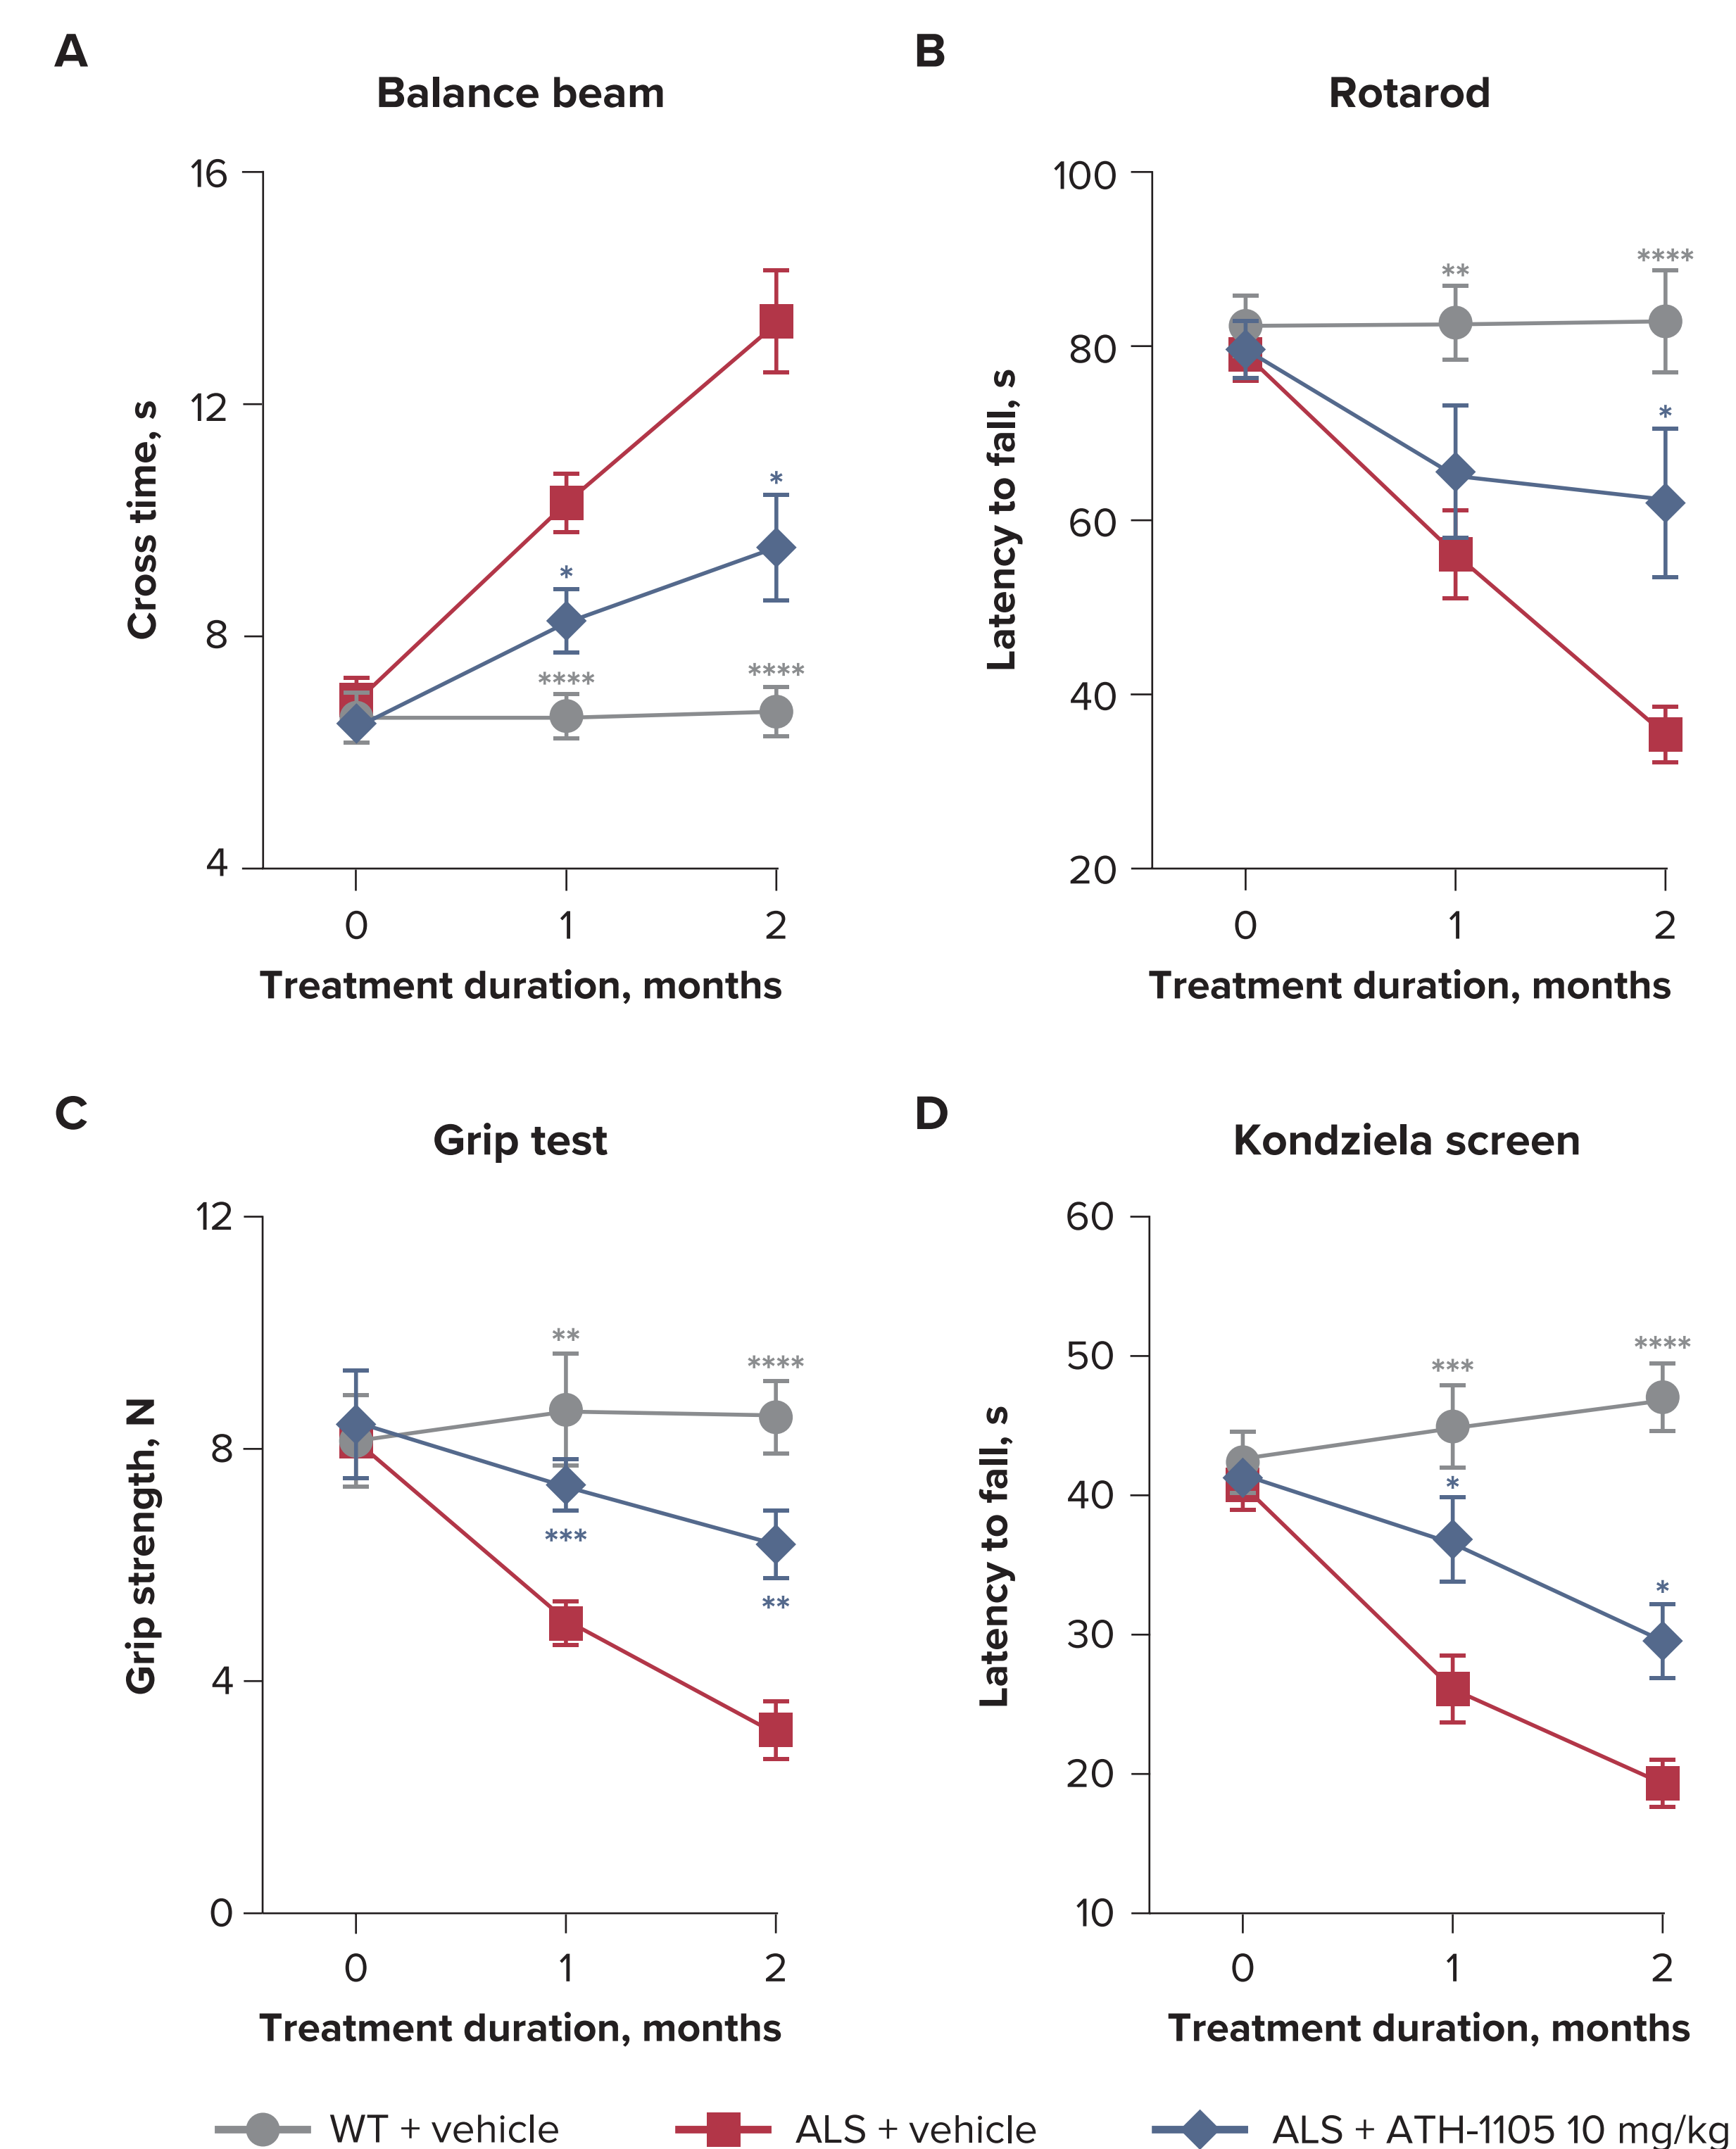 A
Balance beam
16
12
8
4
Cross time, s
****
****
*
*
0 1 2
Treatment duration, months
B
Rotarod
100
80
60
40
20
Latency to fall, s
**
****
*
0 1 2
Treatment duration, months
C
Grip test
12
8
4
0
Grip strength, N
**
****
***
**
0 1 2
Treatment duration, months
D
Kondziela screen
60
50
40
30
20
10
Latency to fall, s
***
****
*
*
0 1 2
Treatment duration, months
WT + vehicle ALS + vehicle ALS + ATH-1105 10 mg/kg